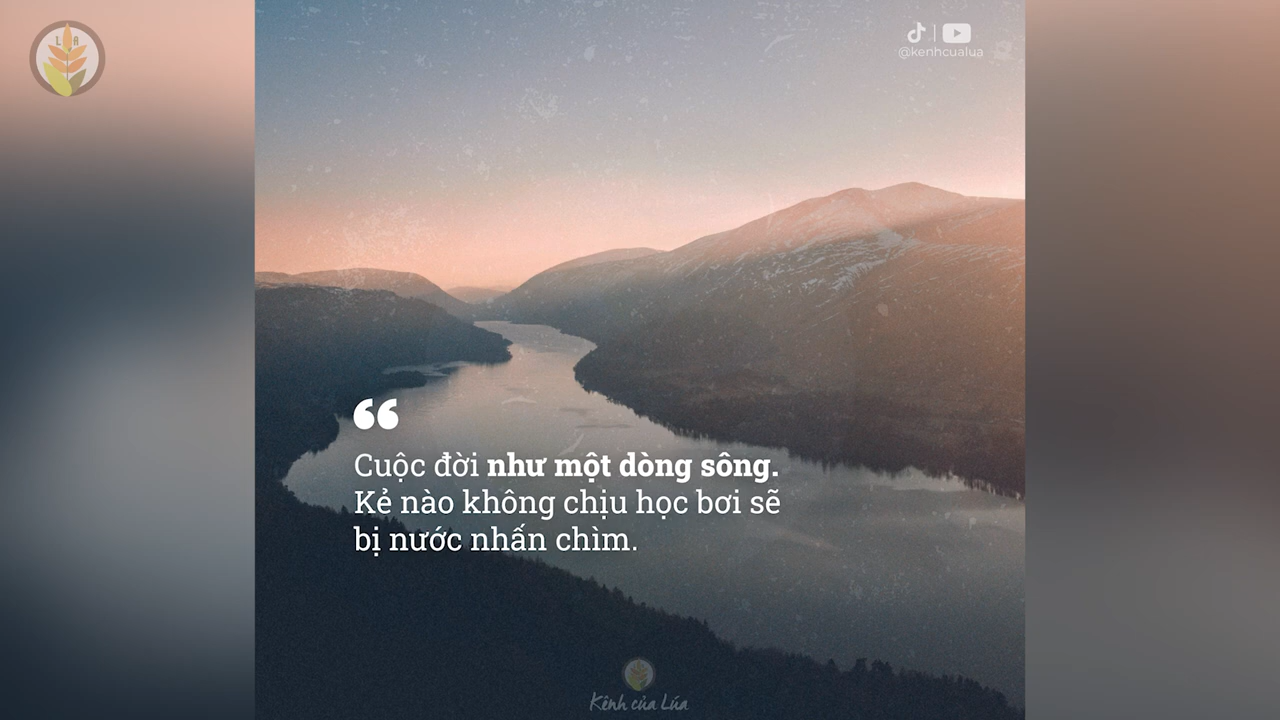 L A
@kenhcualua
Cuộc đời như một dòng sông.
Kẻ nào không chịu học bơi sẽ
bị nước nhấn chìm.
Kênh của Lúa